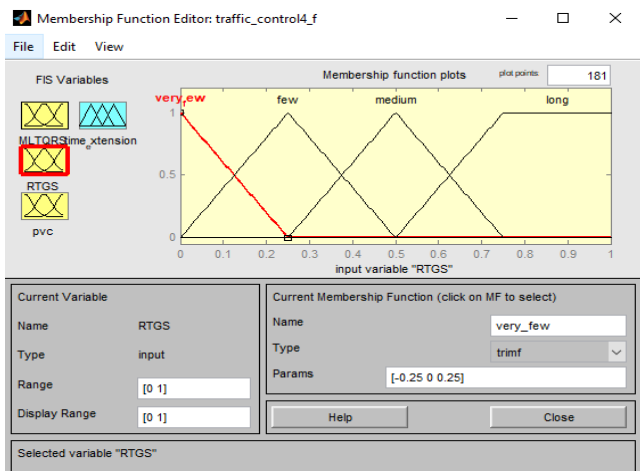 Membership Function Editor: traffic_control4_f
File Edit View
FIS Variables
Membership function plots
plot points:
181
very_few few medium long
MLTQRS time_extension
RTGS
pvc
1
0.5
0
0 0.1 0.2 0.3 0.4 0.5 0.6 0.7 0.8 0.9 1
input variable "RTGS"
Current Variable
Name RTGS
Type input
Range [0 1]
Display Range [0 1]
Current Membership Function (click on MF to select)
Name very_few
Type trimf
Params [-0.25 0 0.25]
Help Close
Selected variable "RTGS"